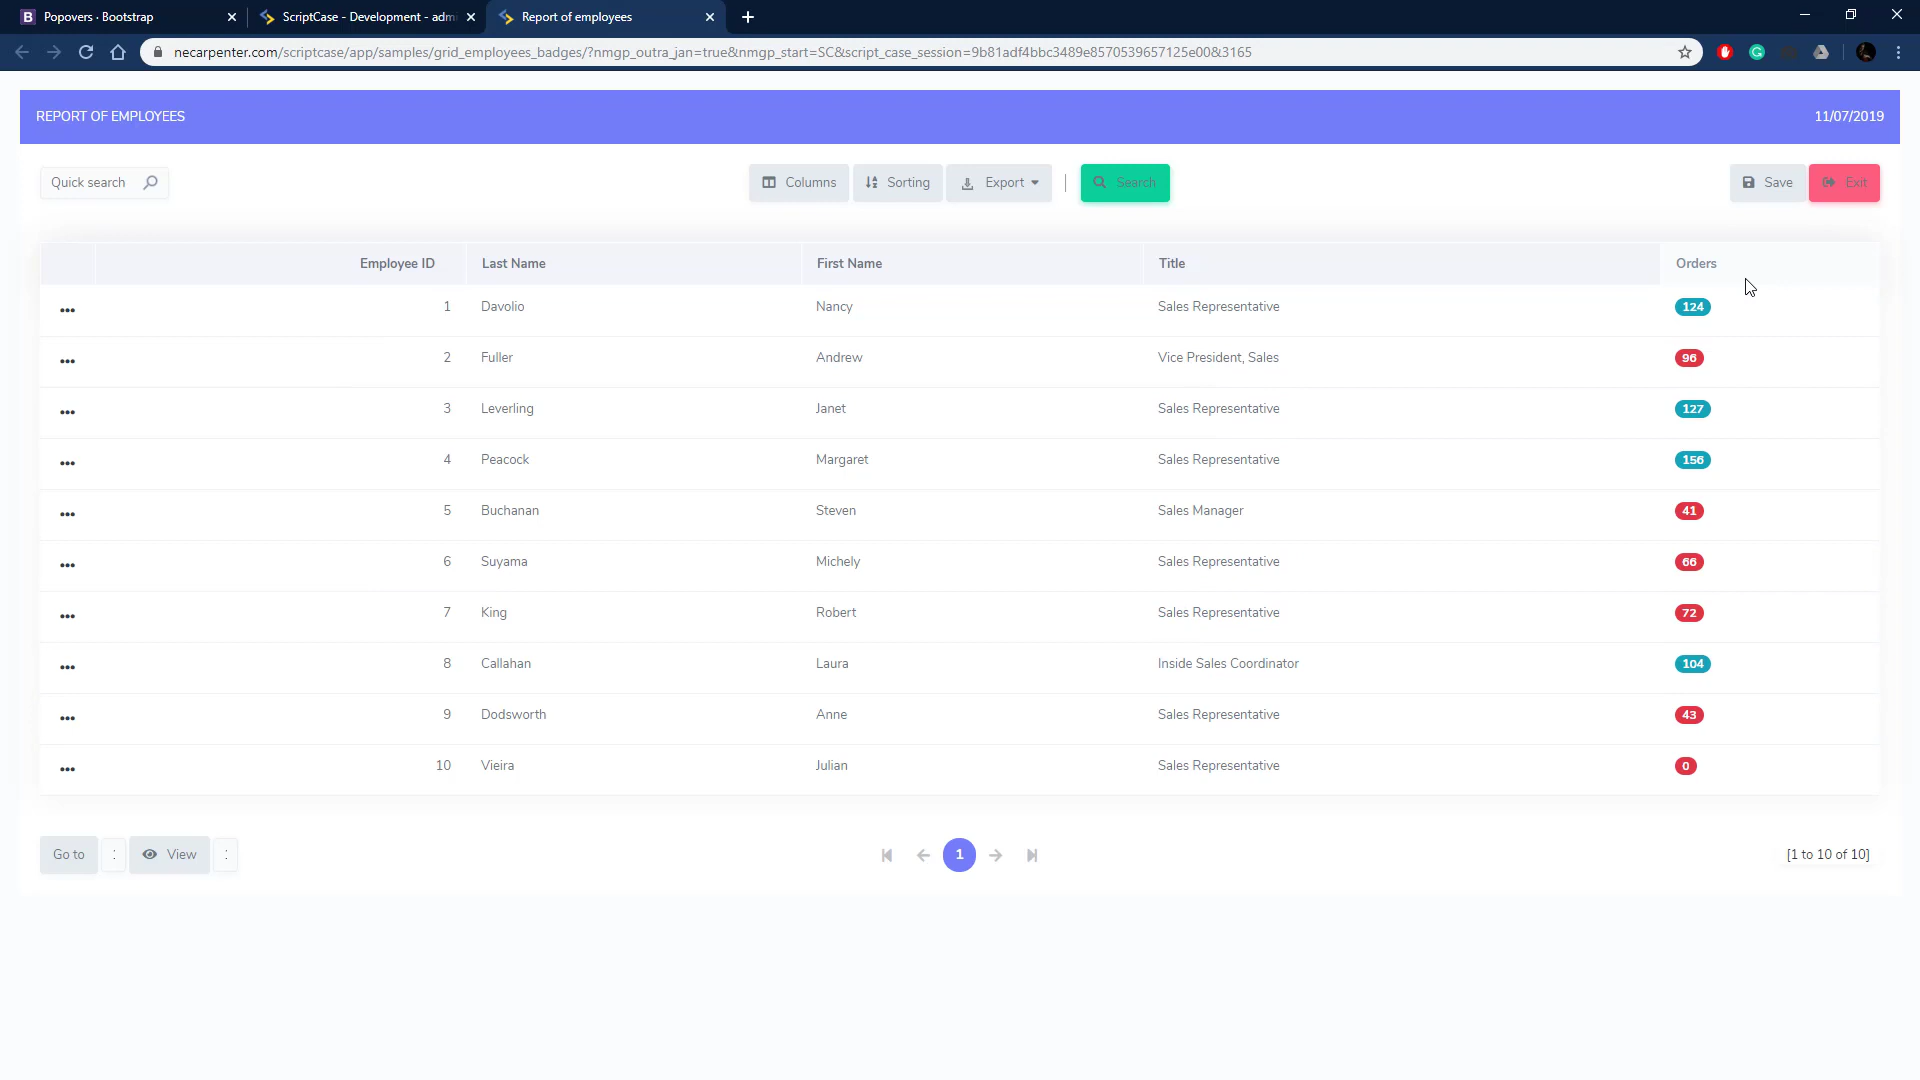 Popovers · Bootstrap
ScriptCase - Development - adm
Report of employees
necarpenter.com/scriptcase/app/samples/grid_employees_badges/?nmgp_outra_jan=true&nmgp_start=SC&script_case_session=9b81adf4bbc3489e8570539657125e00&3165
REPORT OF EMPLOYEES 11/07/2019
Quick search Columns Sorting Export | Search Save Exit
Employee ID Last Name First Name Title Orders
1 Davolio Nancy Sales Representative 124
2 Fuller Andrew Vice President, Sales 96
3 Leverling Janet Sales Representative 127
4 Peacock Margaret Sales Representative 156
5 Buchanan Steven Sales Manager 41
6 Suyama Michely Sales Representative 66
7 King Robert Sales Representative 72
8 Callahan Laura Inside Sales Coordinator 104
9 Dodsworth Anne Sales Representative 43
10 Vieira Julian Sales Representative 0
Go to View 1 [1 to 10 of 10]